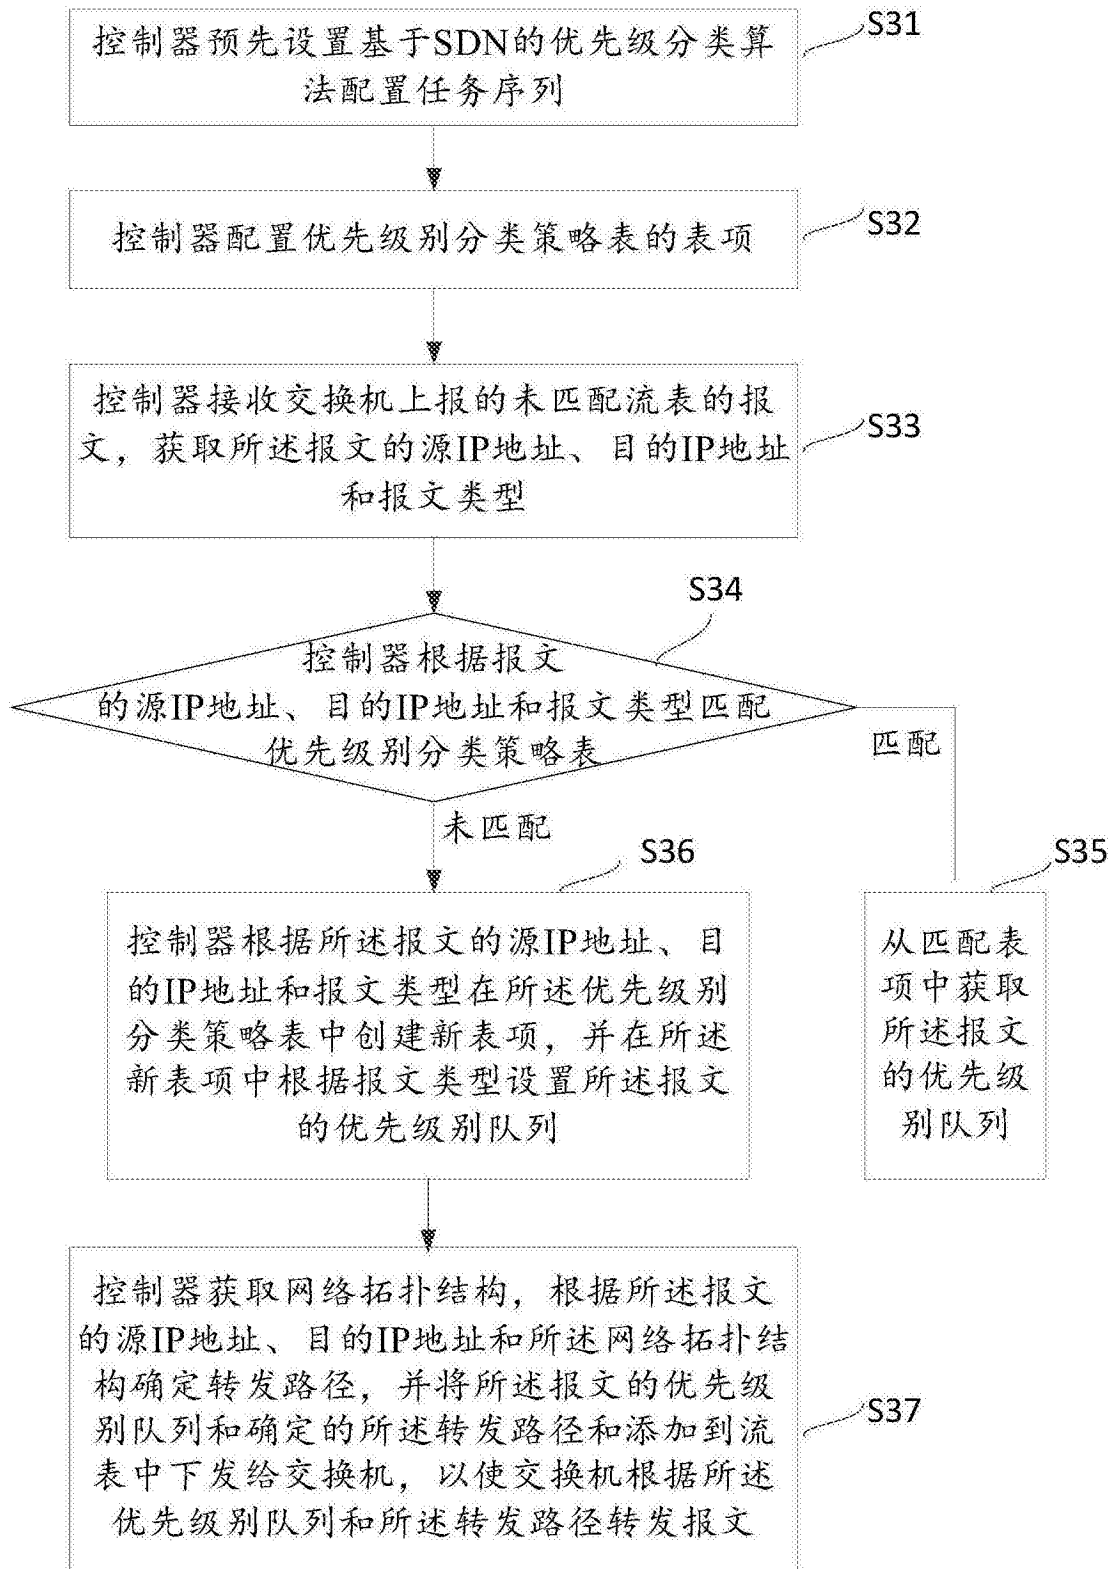 控制器预先设置基于SDN的优先级分类算
法配置任务序列
S31
控制器配置优先级别分类策略表的表项
S32
控制器接收交换机上报的未匹配流表的报
文，获取所述报文的源IP地址、目的IP地址
和报文类型
S33
S34
控制器根据报文
的源IP地址、目的IP地址和报文类型匹配
优先级别分类策略表
匹配
未匹配
S36
S35
控制器根据所述报文的源IP地址、目
的IP地址和报文类型在所述优先级别
分类策略表中创建新表项，并在所述
新表项中根据报文类型设置所述报文
的优先级别队列
从匹配表
项中获取
所述报文
的优先级
别队列
控制器获取网络拓扑结构，根据所述报文
的源IP地址、目的IP地址和所述网络拓扑结
构确定转发路径，并将所述报文的优先级
别队列和确定的所述转发路径和添加到流
表中下发给交换机，以使交换机根据所述
优先级别队列和所述转发路径转发报文
S37